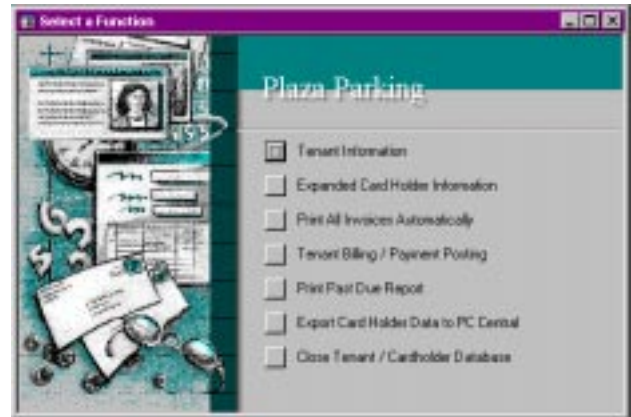 Select a Function
Plaza Parking
Tenant Information
Expanded Card Holder Information
Print All Invoices Automatically
Tenant Billing / Payment Posting
Print Past Due Report
Export Card Holder Data to PC Central
Close Tenant / Cardholder Database